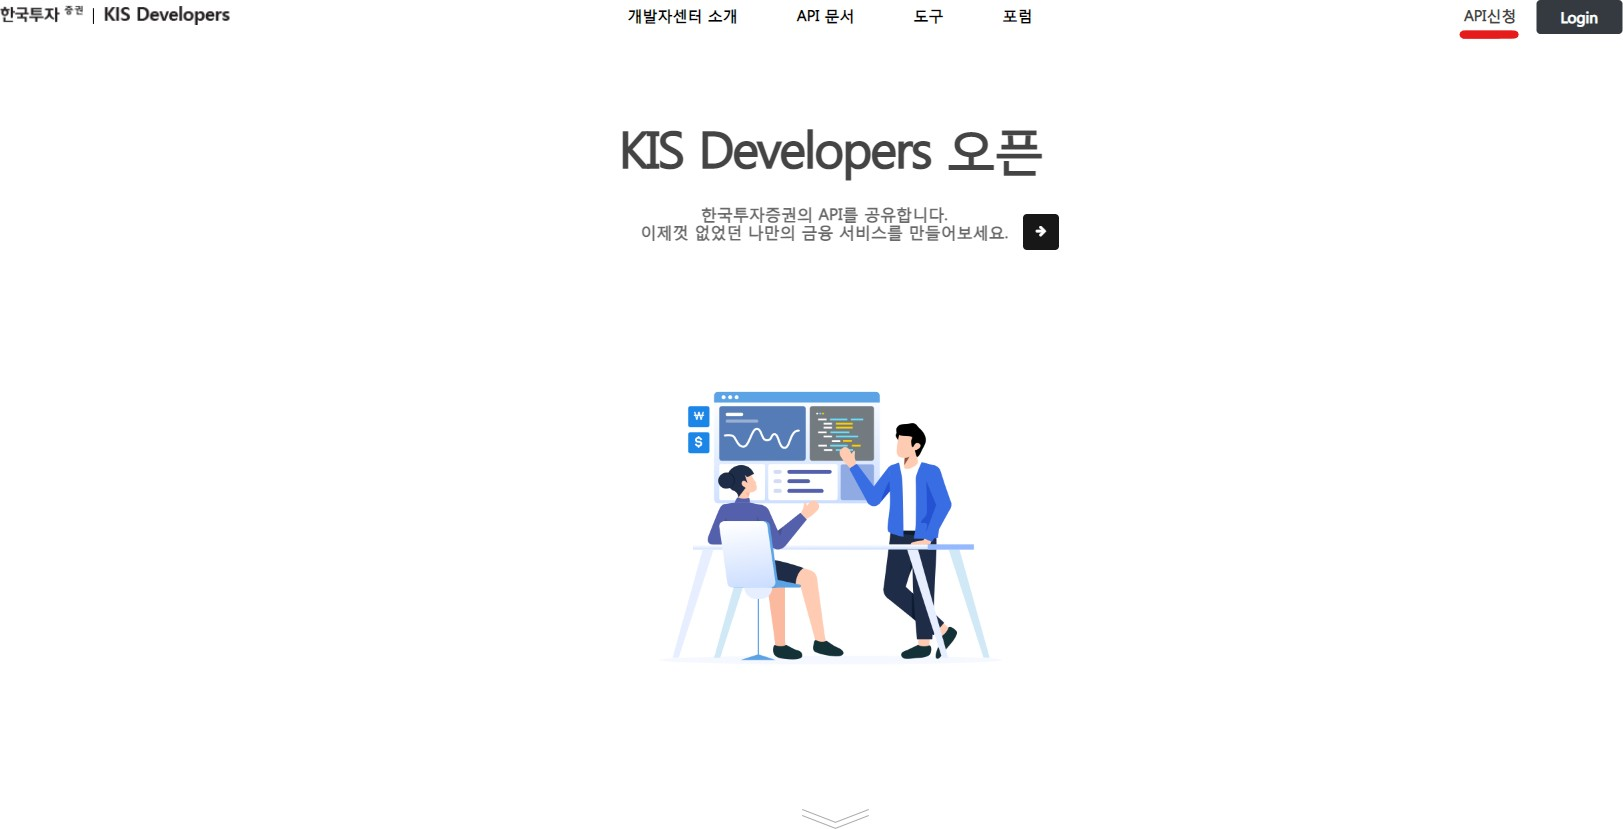 한국투자 증권 | KIS Developers
개발자센터 소개
API 문서
도구
포럼
API신청
Login
KIS Developers 오픈
한국투자증권의 API를 공유합니다.
이제껏 없었던 나만의 금융 서비스를 만들어보세요.
₩
$